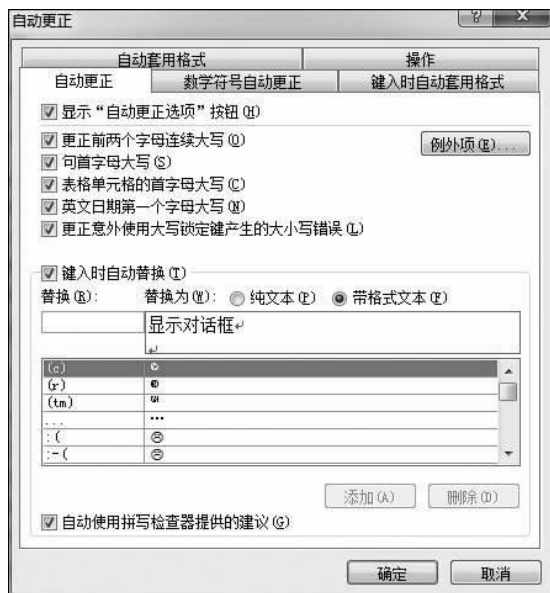 自动更正
自动套用格式 操作
自动更正 数学符号自动更正 键入时自动套用格式
显示“自动更正选项”按钮(H)
更正前两个字母连续大写(O) 例外项(E)...
句首字母大写(S)
表格单元格的首字母大写(C)
英文日期第一个字母大写(N)
更正意外使用大写锁定键产生的大小写错误(L)
键入时自动替换(T)
替换(R): 替换为(W): 纯文本(P) 带格式文本(F)
显示对话框↵
↵
(c) ©
(r) ®
(tm) ™
... …
:( ☹
:-( ☹
添加(A) 删除(D)
自动使用拼写检查器提供的建议(G)
确定 取消